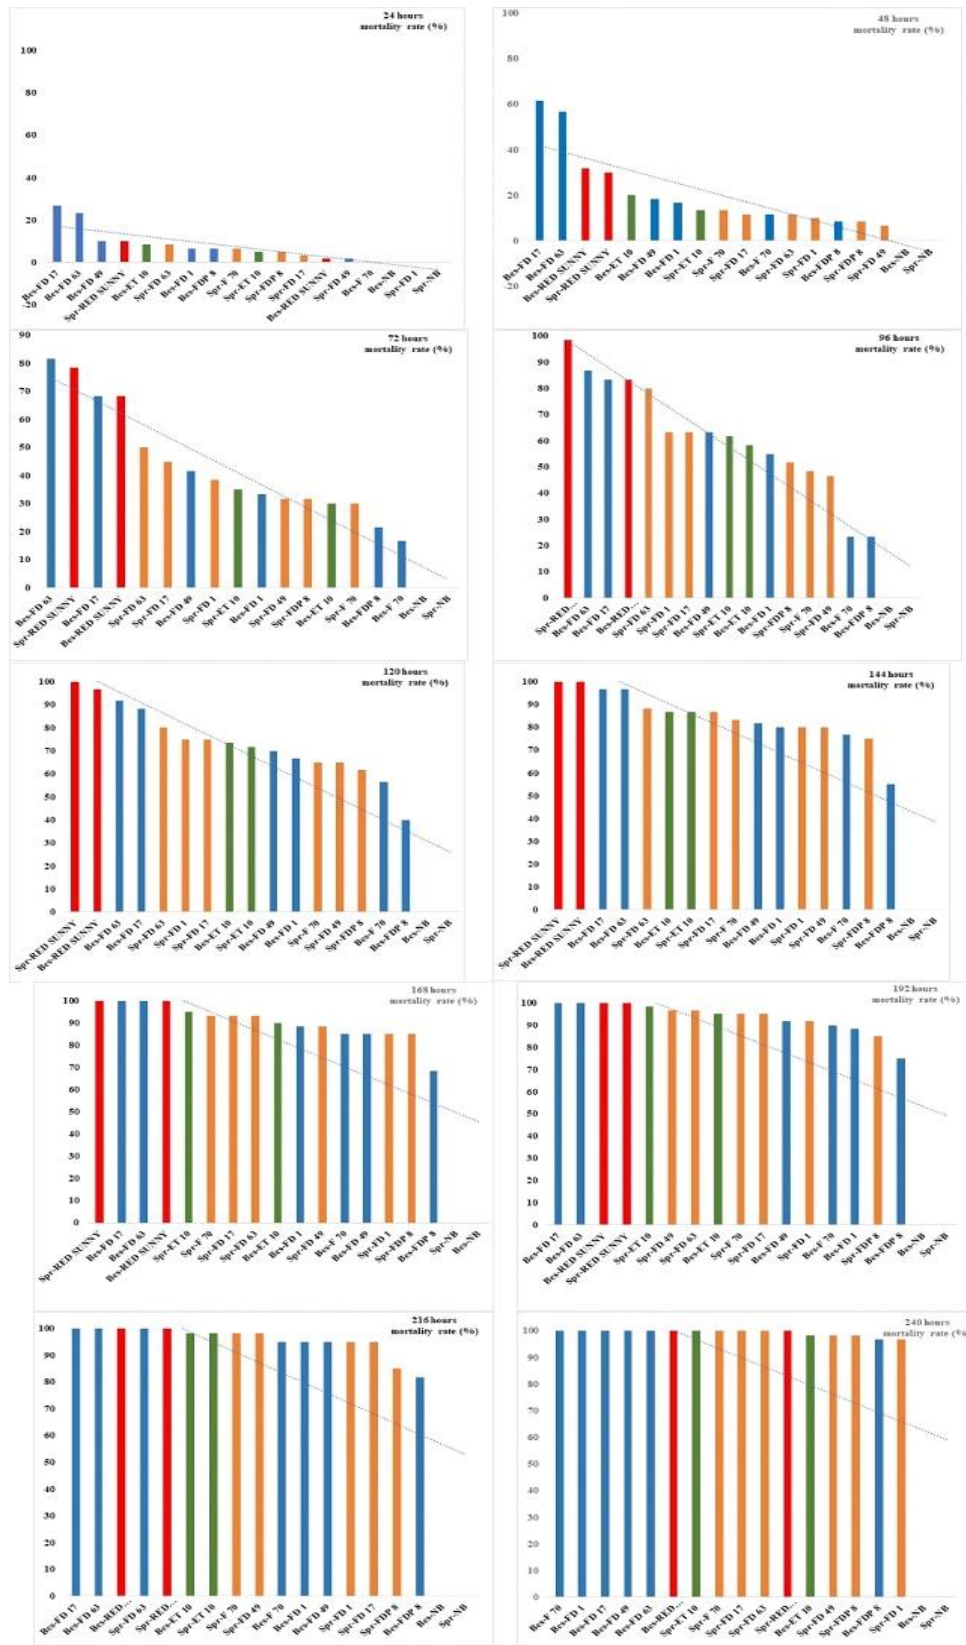 24 hours
mortality rate (%)
100
80
60
40
20
0
-20
Bes-FD 17
Bes-FD 63
Bes-FD 49
Spr-RED SUNNY
Bes-ET 10
Spr-FD 63
Bes-FD 1
Bes-FDP 8
Spr-F 70
Spr-ET 10
Spr-FDP 8
Spr-FD 17
Bes-RED SUNNY
Spr-FD 49
Bes-F 70
Bes-NB
Spr-FD 1
Spr-NB
48 hours
mortality rate (%)
100
80
60
40
20
0
-20
Bes-FD 17
Bes-FD 63
Bes-RED SUNNY
Spr-RED SUNNY
Bes-ET 10
Bes-FD 49
Bes-FD 1
Spr-ET 10
Spr-F 70
Spr-FD 17
Bes-F 70
Spr-FD 63
Spr-FD 1
Bes-FDP 8
Spr-FDP 8
Spr-FD 49
Bes-NB
Spr-NB
72 hours
mortality rate (%)
90
80
70
60
50
40
30
20
10
0
Bes-FD 63
Spr-RED SUNNY
Bes-FD 17
Bes-RED SUNNY
Spr-FD 63
Spr-FD 17
Bes-FD 49
Spr-FD 1
Spr-ET 10
Bes-FD 1
Spr-FD 49
Spr-FDP 8
Bes-ET 10
Spr-F 70
Bes-FDP 8
Bes-F 70
Bes-NB
Spr-NB
96 hours
mortality rate (%)
100
90
80
70
60
50
40
30
20
10
0
Spr-RED...
Bes-FD 63
Bes-FD 17
Bes-RED...
Spr-FD 63
Spr-FD 1
Spr-FD 17
Bes-FD 49
Spr-ET 10
Bes-ET 10
Bes-FD 1
Spr-FDP 8
Spr-F 70
Spr-FD 49
Bes-F 70
Bes-FDP 8
Bes-NB
Spr-NB
120 hours
mortality rate (%)
100
90
80
70
60
50
40
30
20
10
0
Spr-RED SUNNY
Bes-RED SUNNY
Bes-FD 63
Bes-FD 17
Spr-FD 63
Spr-FD 1
Spr-FD 17
Bes-ET 10
Spr-ET 10
Bes-FD 49
Bes-FD 1
Spr-F 70
Spr-FD 49
Spr-FDP 8
Bes-F 70
Bes-FDP 8
Bes-NB
Spr-NB
144 hours
mortality rate (%)
100
90
80
70
60
50
40
30
20
10
0
Spr-RED SUNNY
Bes-RED SUNNY
Bes-FD 17
Bes-FD 63
Spr-FD 63
Bes-ET 10
Spr-ET 10
Spr-FD 17
Spr-F 70
Bes-FD 49
Bes-FD 1
Spr-FD 1
Spr-FD 49
Bes-F 70
Spr-FDP 8
Bes-FDP 8
Bes-NB
Spr-NB
168 hours
mortality rate (%)
100
90
80
70
60
50
40
30
20
10
0
Spr-RED SUNNY
Bes-FD 17
Bes-FD 63
Bes-RED SUNNY
Spr-ET 10
Spr-F 70
Spr-FD 17
Spr-FD 63
Bes-ET 10
Bes-FD 1
Spr-FD 49
Bes-F 70
Bes-FD 49
Spr-FD 1
Spr-FDP 8
Bes-FDP 8
Spr-NB
Bes-NB
192 hours
mortality rate (%)
100
90
80
70
60
50
40
30
20
10
0
Bes-FD 17
Bes-FD 63
Bes-RED SUNNY
Spr-RED SUNNY
Spr-ET 10
Spr-FD 49
Spr-FD 63
Bes-ET 10
Spr-F 70
Spr-FD 17
Bes-FD 49
Spr-FD 1
Bes-F 70
Bes-FD 1
Spr-FDP 8
Bes-FDP 8
Bes-NB
Spr-NB
216 hours
mortality rate (%)
100
90
80
70
60
50
40
30
20
10
0
Bes-FD 17
Bes-FD 63
Bes-RED...
Spr-FD 63
Spr-RED...
Bes-ET 10
Spr-ET 10
Spr-F 70
Spr-FD 49
Bes-F 70
Bes-FD 1
Bes-FD 49
Spr-FD 1
Spr-FD 17
Spr-FDP 8
Bes-FDP 8
Bes-NB
Spr-NB
240 hours
mortality rate (%)
100
90
80
70
60
50
40
30
20
10
0
Bes-F 70
Bes-FD 1
Bes-FD 17
Bes-FD 49
Bes-FD 63
Bes-RED...
Spr-ET 10
Spr-F 70
Spr-FD 17
Spr-FD 63
Spr-RED...
Bes-ET 10
Spr-FD 49
Spr-FDP 8
Bes-FDP 8
Spr-FD 1
Bes-NB
Spr-NB